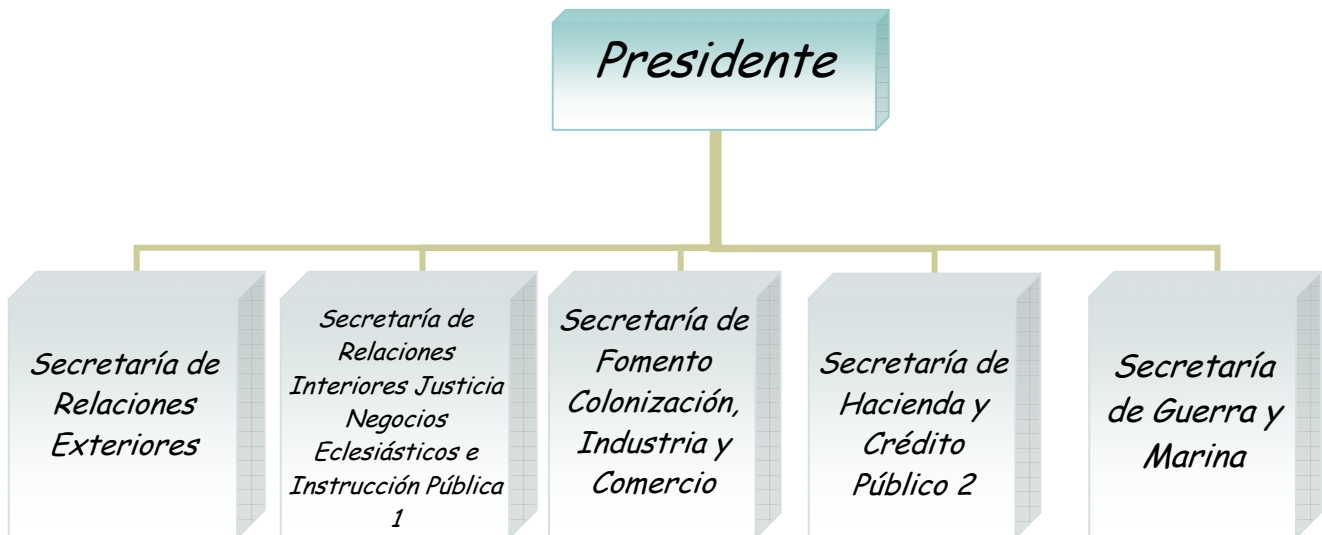 Presidente
Secretaría de
Relaciones
Exteriores
Secretaría de
Relaciones
Interiores Justicia
Negocios
Eclesiásticos e
Instrucción Pública
1
Secretaría de
Fomento
Colonización,
Industria y
Comercio
Secretaría de
Hacienda y
Crédito
Público 2
Secretaría
de Guerra y
Marina